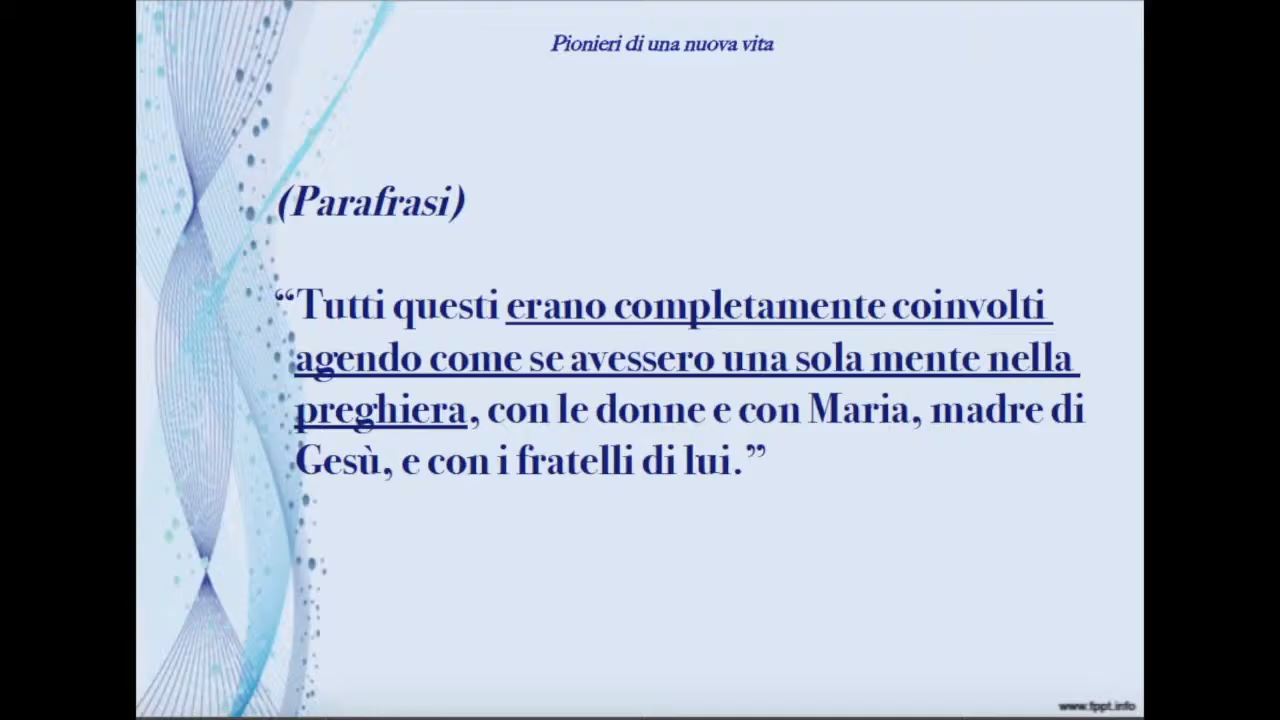 Pionieri di una nuova vita
(Parafrasi)
“Tutti questi erano completamente coinvolti
agendo come se avessero una sola mente nella
preghiera, con le donne e con Maria, madre di
Gesù, e con i fratelli di lui.”
www.fppt.info